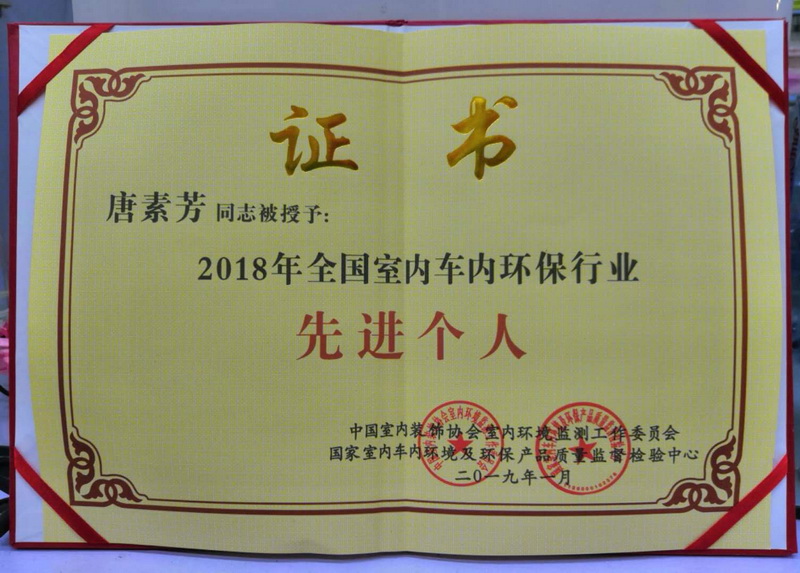 证书
唐素芳 同志被授予：
2018年全国室内车内环保行业
先进个人
中国室内装饰协会室内环境监测工作委员会
国家室内车内环境及环保产品质量监督检验中心
二〇一九年一月